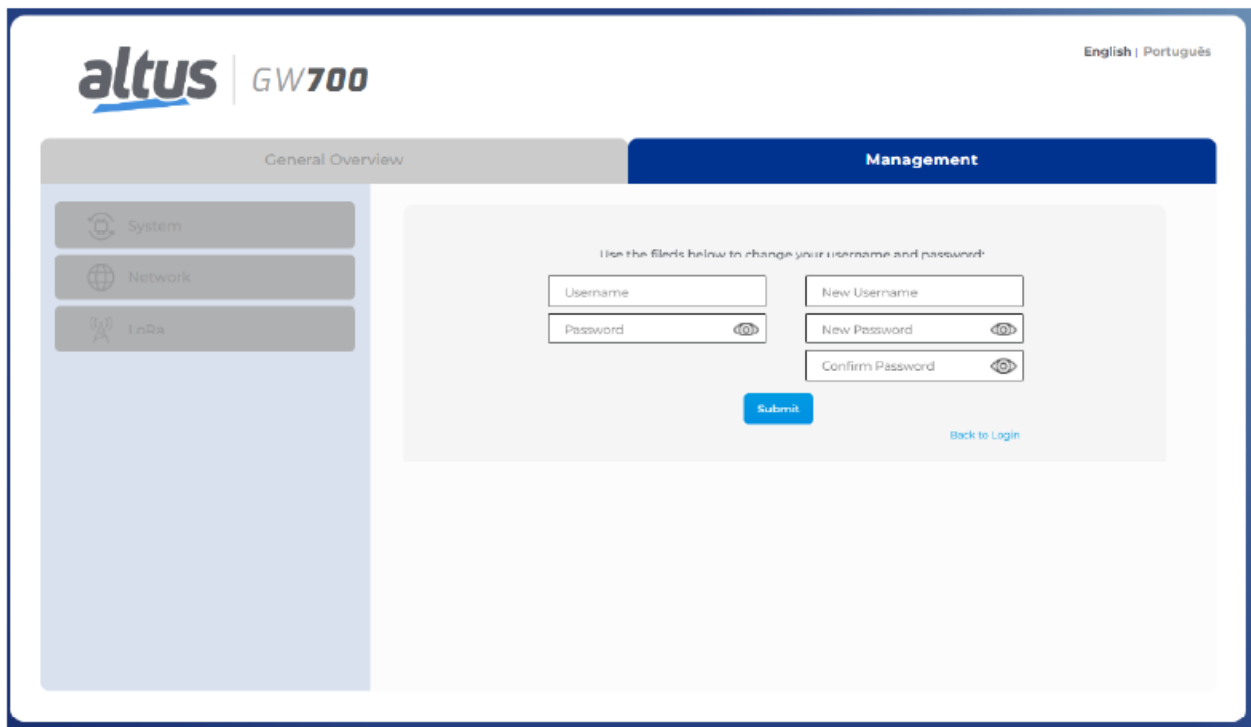 English | Português
altus | GW700
General Overview
Management
System
Network
LoRa
Use the fileds below to change your username and password:
Username
New Username
Password
New Password
Confirm Password
Submit
Back to Login